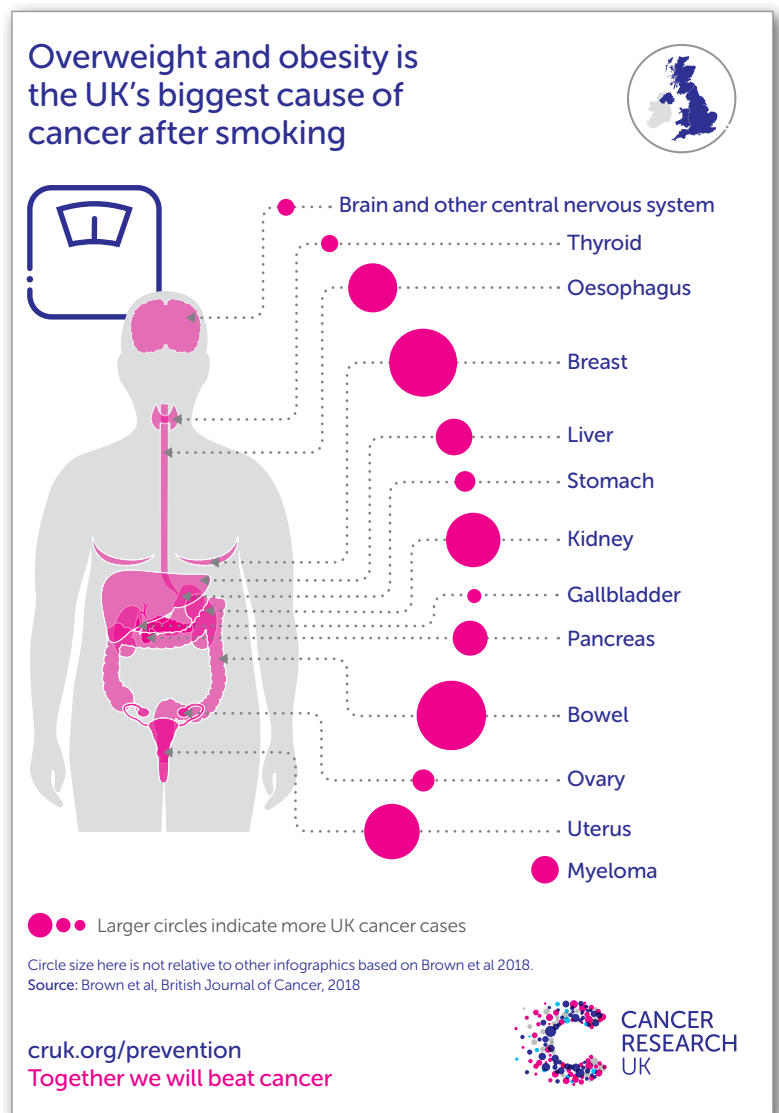 Overweight and obesity is
the UK's biggest cause of
cancer after smoking
Brain and other central nervous system
Thyroid
Oesophagus
Breast
Liver
Stomach
Kidney
Gallbladder
Pancreas
Bowel
Ovary
Uterus
Myeloma
Larger circles indicate more UK cancer cases
Circle size here is not relative to other infographics based on Brown et al 2018.
Source: Brown et al, British Journal of Cancer, 2018
cruk.org/prevention
Together we will beat cancer
CANCER
RESEARCH
UK